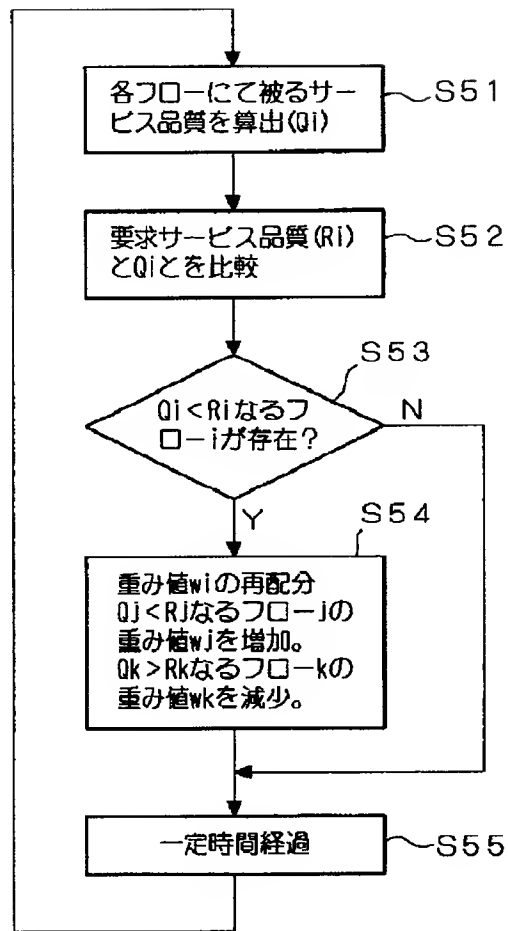 各フローにて被るサー
ビス品質を算出(Qi)
S51
要求サービス品質(Ri)
とQiとを比較
S52
S53
Qi<Riなるフ
ローiが存在?
N
Y
S54
重み値wiの再配分
Qj<Rjなるフローjの
重み値wjを増加。
Qk>Rkなるフローkの
重み値wkを減少。
一定時間経過
S55